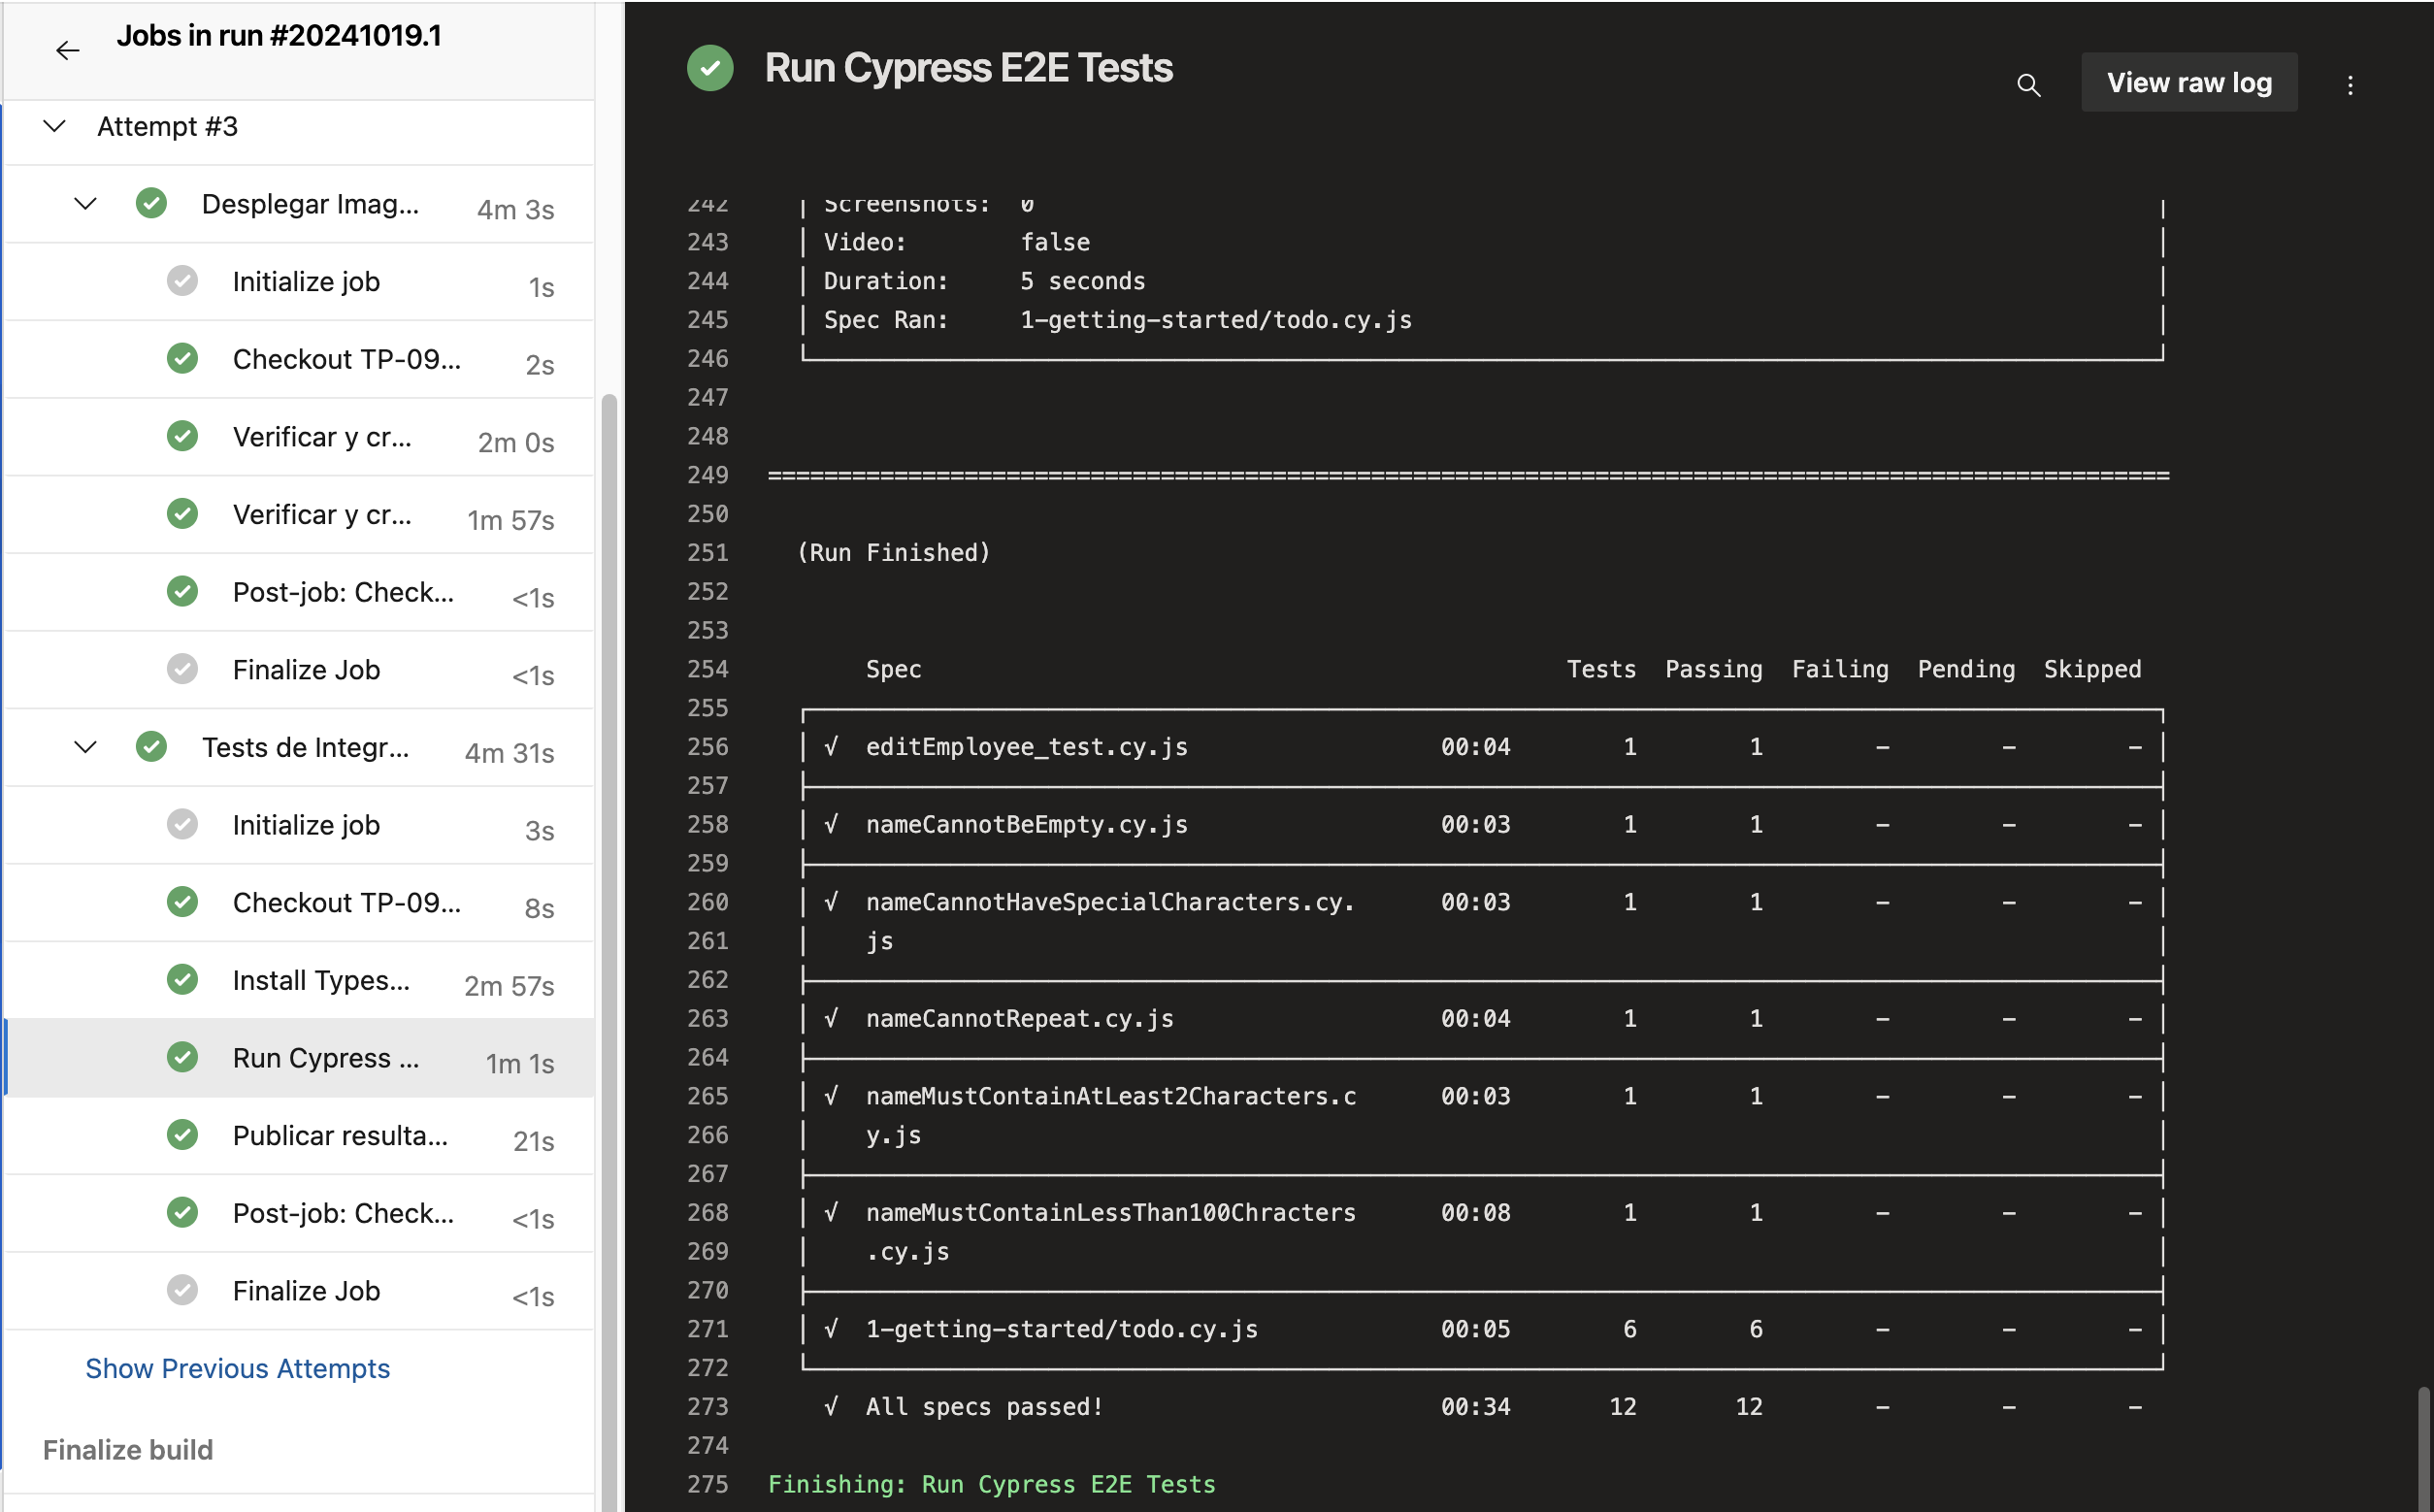 Jobs in run #20241019.1
Attempt #3
Desplegar Imag... 4m 3s
Initialize job 1s
Checkout TP-09... 2s
Verificar y cr... 2m 0s
Verificar y cr... 1m 57s
Post-job: Check... <1s
Finalize Job <1s
Tests de Integr... 4m 31s
Initialize job 3s
Checkout TP-09... 8s
Install Types... 2m 57s
Run Cypress ... 1m 1s
Publicar resulta... 21s
Post-job: Check... <1s
Finalize Job <1s
Show Previous Attempts
Finalize build
Run Cypress E2E Tests
View raw log
242 │ Screenshots: 0 │
243 │ Video: false │
244 │ Duration: 5 seconds │
245 │ Spec Ran: 1-getting-started/todo.cy.js │
246
247
248
249 ====================================================================================================
250
251 (Run Finished)
252
253
254 Spec Tests Passing Failing Pending Skipped
255
256 │ √ editEmployee_test.cy.js 00:04 1 1 - - - │
257
258 │ √ nameCannotBeEmpty.cy.js 00:03 1 1 - - - │
259
260 │ √ nameCannotHaveSpecialCharacters.cy. 00:03 1 1 - - - │
261 │ js │
262
263 │ √ nameCannotRepeat.cy.js 00:04 1 1 - - - │
264
265 │ √ nameMustContainAtLeast2Characters.c 00:03 1 1 - - - │
266 │ y.js │
267
268 │ √ nameMustContainLessThan100Chracters 00:08 1 1 - - - │
269 │ .cy.js │
270
271 │ √ 1-getting-started/todo.cy.js 00:05 6 6 - - - │
272
273 √ All specs passed! 00:34 12 12 - - -
274
275 Finishing: Run Cypress E2E Tests